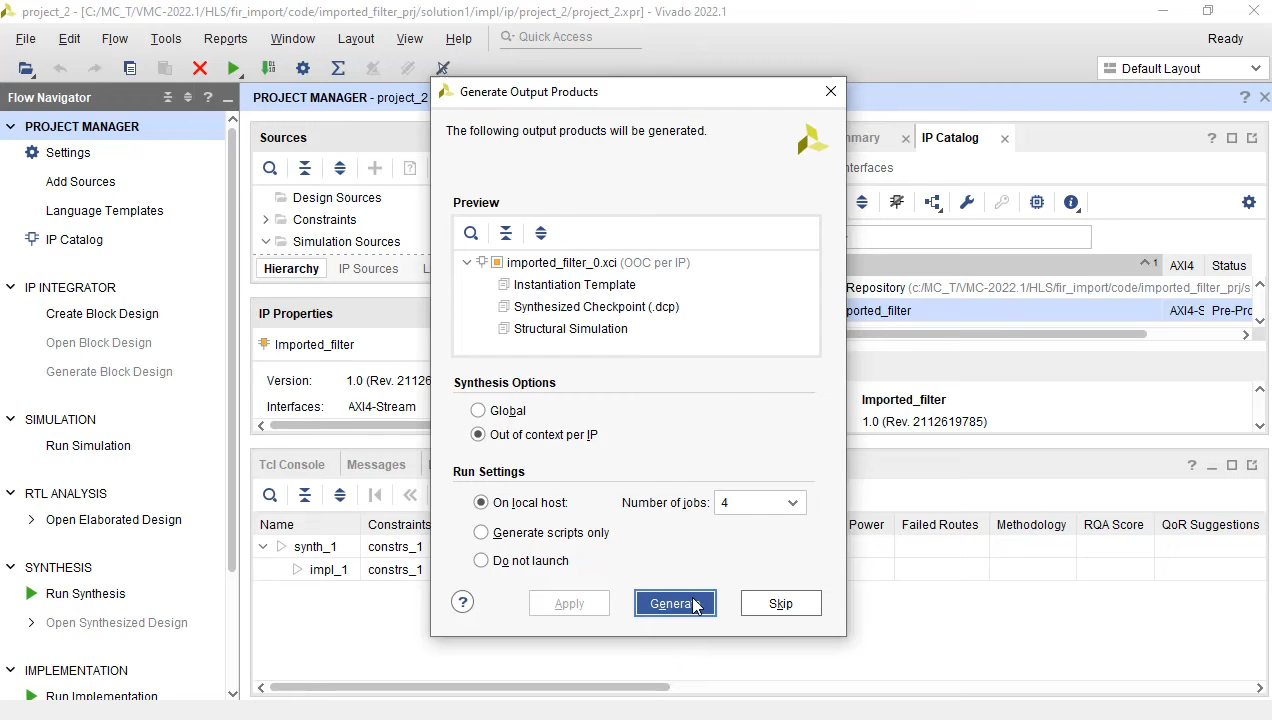 project_2 - [C:/MC_T/VMC-2022.1/HLS/fir_import/code/imported_filter_prj/solution1/impl/ip/project_2/project_2.xpr] - Vivado 2022.1
File Edit Flow Tools Reports Window Layout View Help Quick Access Ready
Default Layout
Flow Navigator
PROJECT MANAGER - project_2
PROJECT MANAGER
Settings
Add Sources
Language Templates
IP Catalog
IP INTEGRATOR
Create Block Design
Open Block Design
Generate Block Design
SIMULATION
Run Simulation
RTL ANALYSIS
Open Elaborated Design
SYNTHESIS
Run Synthesis
Open Synthesized Design
IMPLEMENTATION
Run Implementation
Sources
Design Sources
Constraints
Simulation Sources
Hierarchy IP Sources L
IP Properties
Imported_filter
Version: 1.0 (Rev. 21126
Interfaces: AXI4-Stream
Tcl Console Messages
Name Constraints
synth_1 constrs_1
impl_1 constrs_1
Generate Output Products
The following output products will be generated.
Preview
imported_filter_0.xci (OOC per IP)
Instantiation Template
Synthesized Checkpoint (.dcp)
Structural Simulation
Synthesis Options
Global
Out of context per IP
Run Settings
On local host: Number of jobs: 4
Generate scripts only
Do not launch
? Apply Genera Skip
mmary IP Catalog
nterfaces
1 AXI4 Status
Repository (c:/MC_T/VMC-2022.1/HLS/fir_import/code/imported_filter_prj/s
ported_filter AXI4-S Pre-Pro
Imported_filter
1.0 (Rev. 2112619785)
Power Failed Routes Methodology RQA Score QoR Suggestions